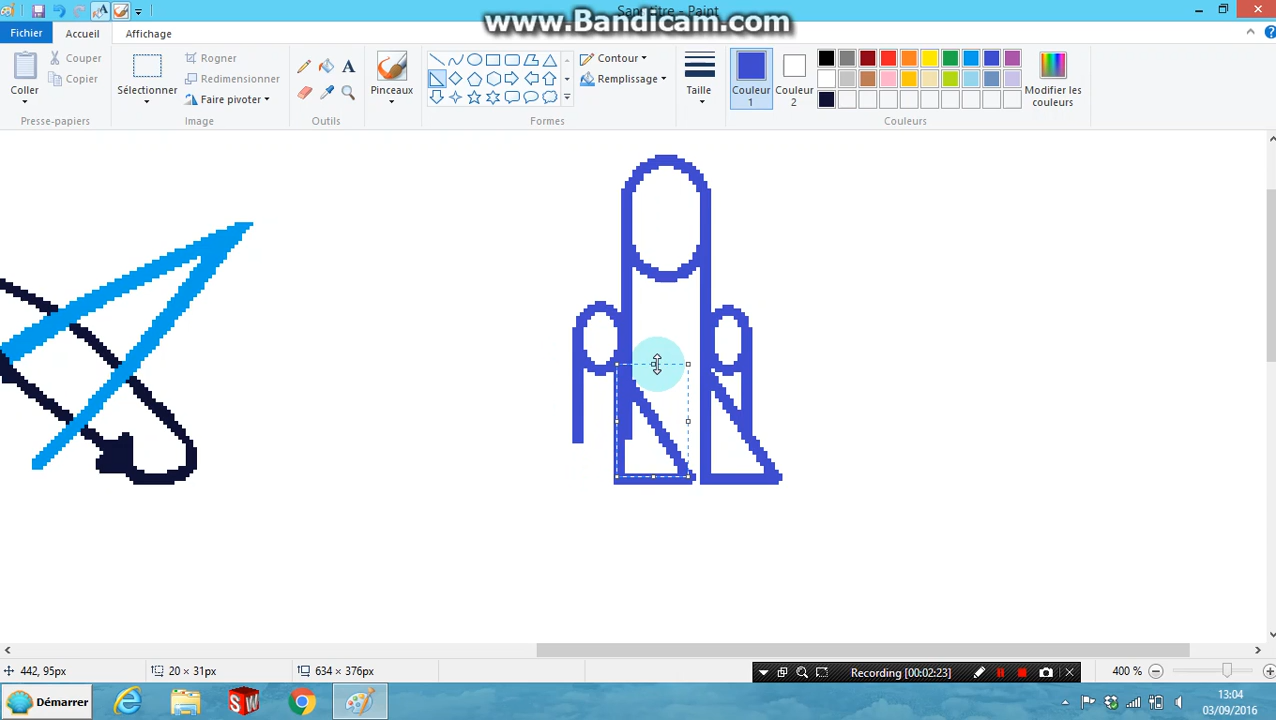 Sans titre - Paint
www.Bandicam.com
Fichier
Accueil
Affichage
Coller
Couper
Copier
Presse-papiers
Sélectionner
Rogner
Redimensionner
Faire pivoter
Image
A
Outils
Pinceaux
Contour
Remplissage
Formes
Taille
Couleur
1
Couleur
2
Modifier les
couleurs
Couleurs
442, 95px
20 × 31px
634 × 376px
Recording [00:02:23]
400 %
Démarrer
SW
13:04
03/09/2016